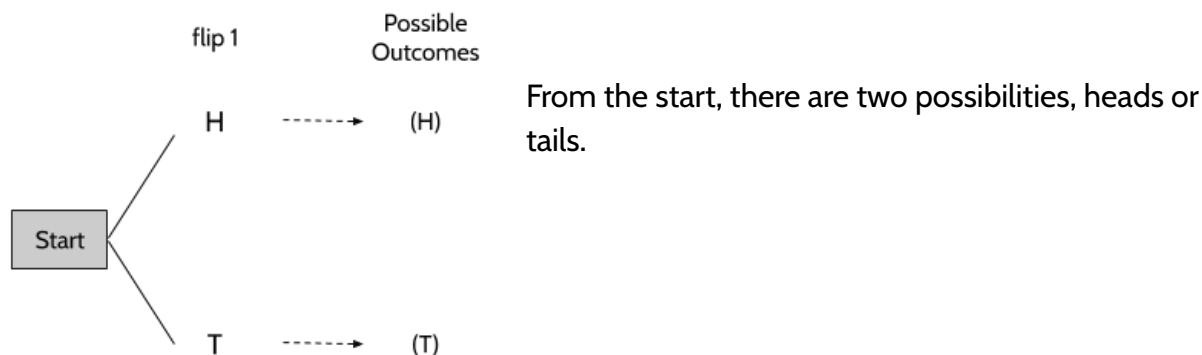 flip 1
Possible
Outcomes
H
(H)
From the start, there are two possibilities, heads or
tails.
Start
T
(T)